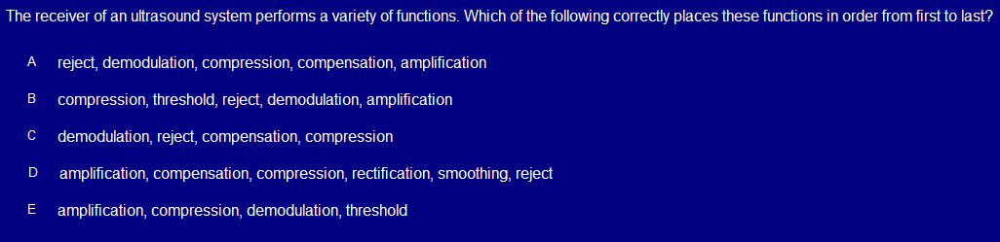 The receiver of an ultrasound system performs a variety of functions. Which of the following correctly places these functions in order from first to last?
A reject, demodulation, compression, compensation, amplification
B compression, threshold, reject, demodulation, amplification
C demodulation, reject, compensation, compression
D amplification, compensation, compression, rectification, smoothing, reject
E amplification, compression, demodulation, threshold